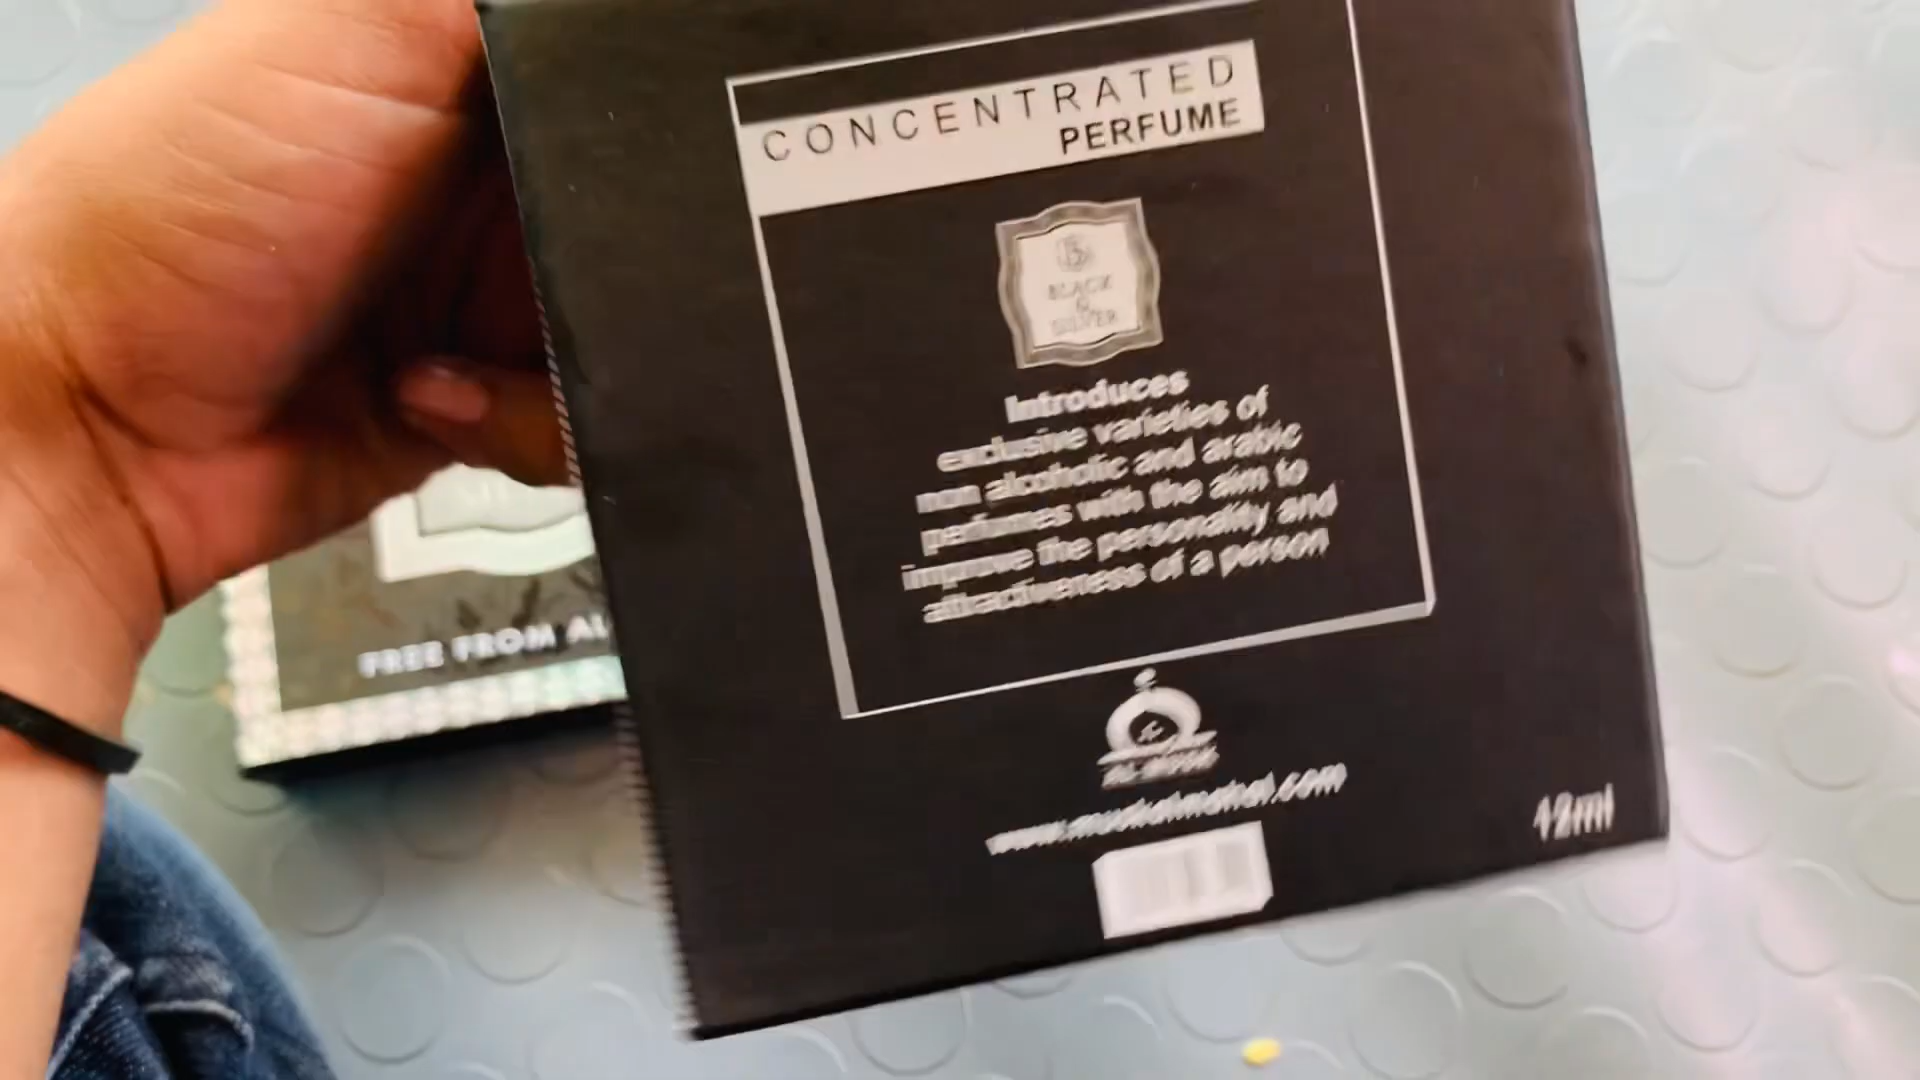 CONCENTRATED
PERFUME
BLACK
&
SILVER
Introduces
exclusive varieties of
non alcoholic and arabic
perfumes with the aim to
improve the personality and
attractiveness of a person
12ml
FREE FROM